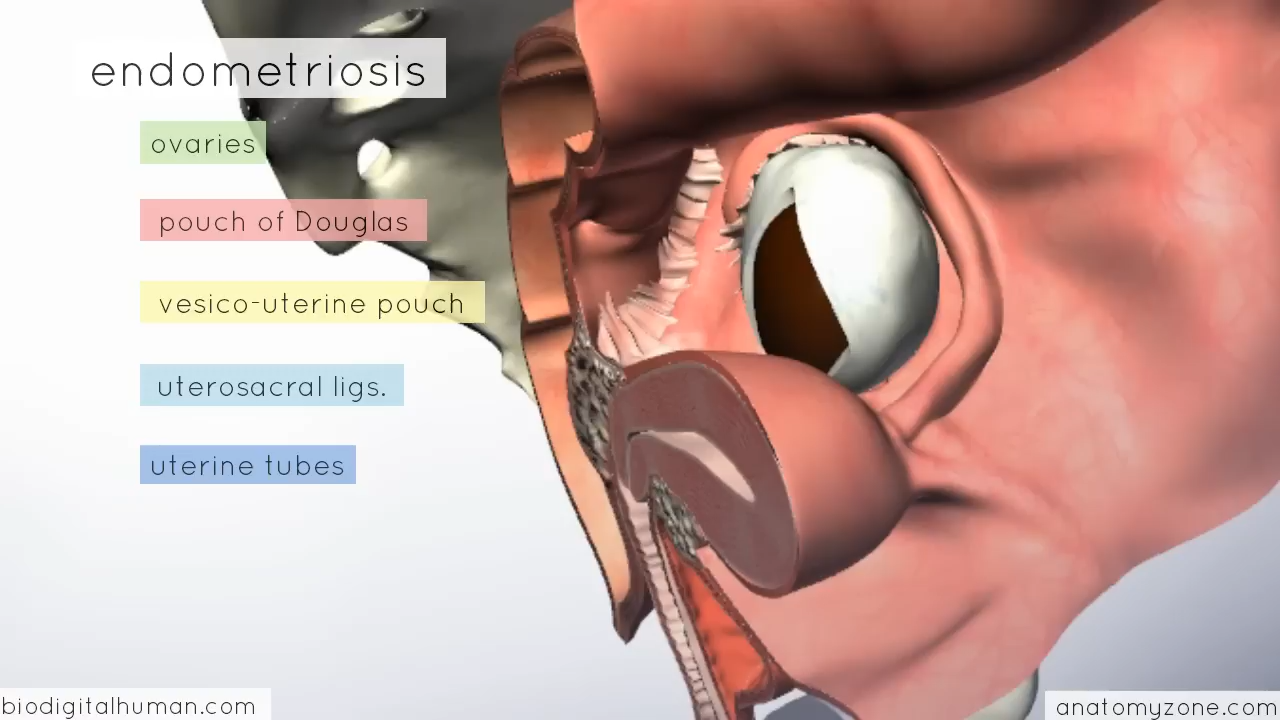 endometriosis
ovaries
pouch of Douglas
vesico-uterine pouch
uterosacral ligs.
uterine tubes
biodigitalhuman.com
anatomyzone.com